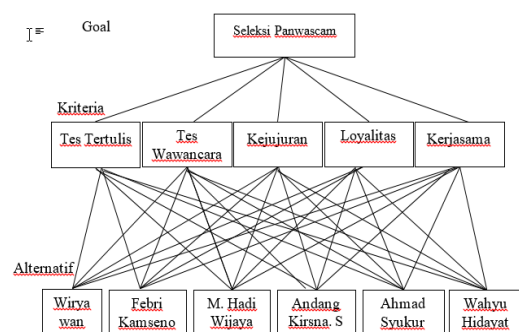 Goal
Seleksi Panwascam
Kriteria
Tes Tertulis
Tes
Wawancara
Kejujuran
Loyalitas
Kerjasama
Alternatif
Wirya
wan
Febri
Kamseno
M. Hadi
Wijaya
Andang
Kirsna. S
Ahmad
Syukur
Wahyu
Hidayat